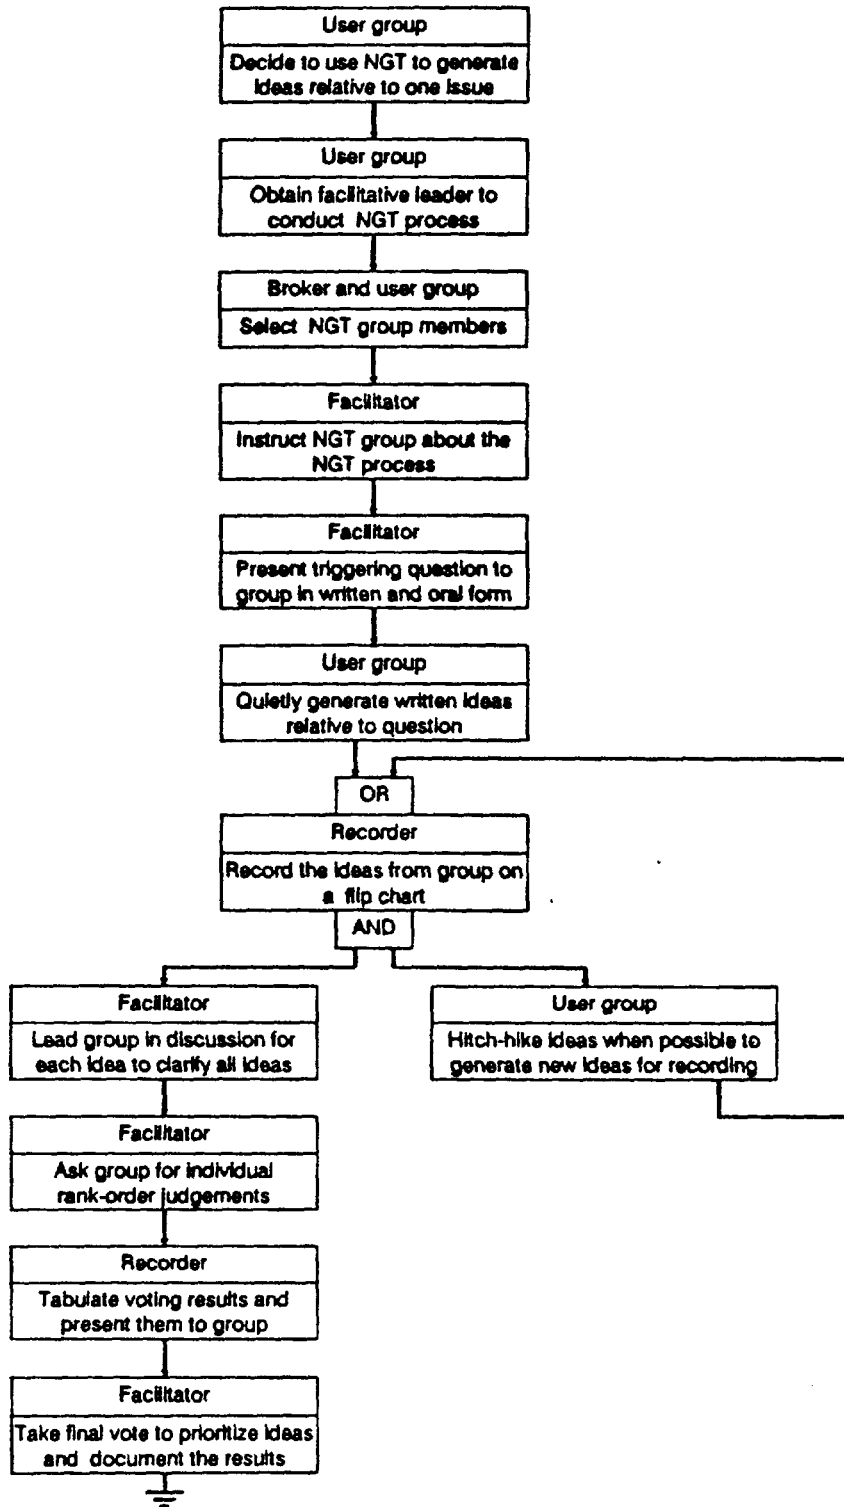 User group
Decide to use NGT to generate
ideas relative to one issue
User group
Obtain facilitative leader to
conduct NGT process
Broker and user group
Select NGT group members
Facilitator
Instruct NGT group about the
NGT process
Facilitator
Present triggering question to
group in written and oral form
User group
Quietly generate written ideas
relative to question
OR
Recorder
Record the ideas from group on
a flip chart
AND
Facilitator
Lead group in discussion for
each idea to clarify all ideas
User group
Hitch-hike ideas when possible to
generate new ideas for recording
Facilitator
Ask group for individual
rank-order judgements
Recorder
Tabulate voting results and
present them to group
Facilitator
Take final vote to prioritize ideas
and document the results